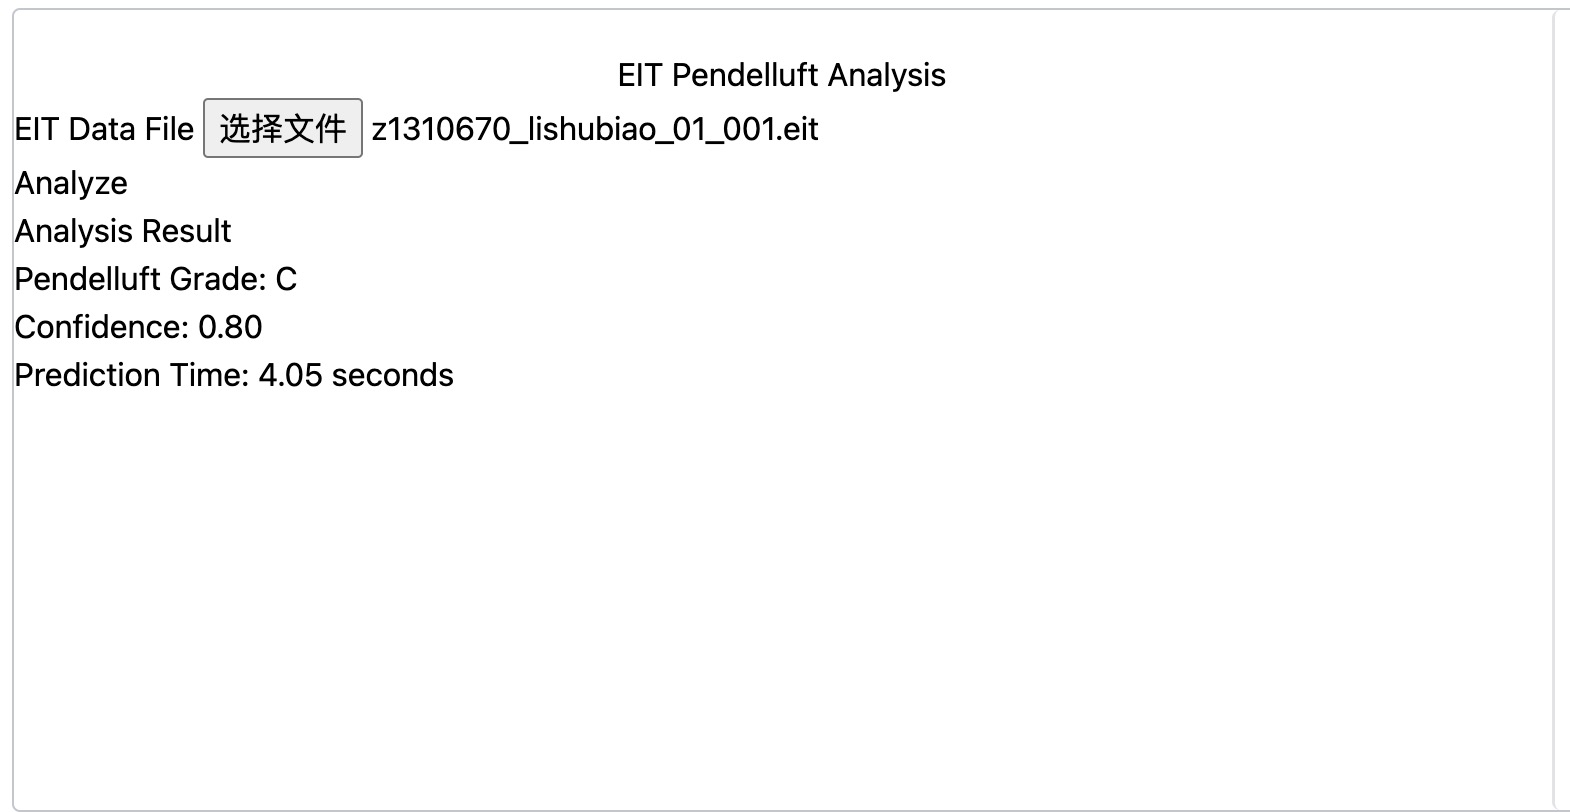 EIT Pendelluft Analysis
EIT Data File 选择文件 z1310670_lishubiao_01_001.eit
Analyze
Analysis Result
Pendelluft Grade: C
Confidence: 0.80
Prediction Time: 4.05 seconds